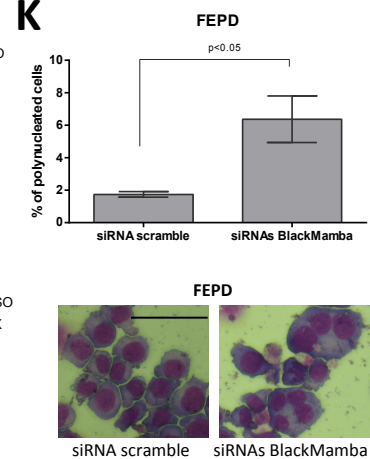 K
FEPD
p<0.05
% of polynucleated cells
10
8
6
4
2
0
siRNA scramble
siRNAs BlackMamba
FEPD
siRNA scramble
siRNAs BlackMamba